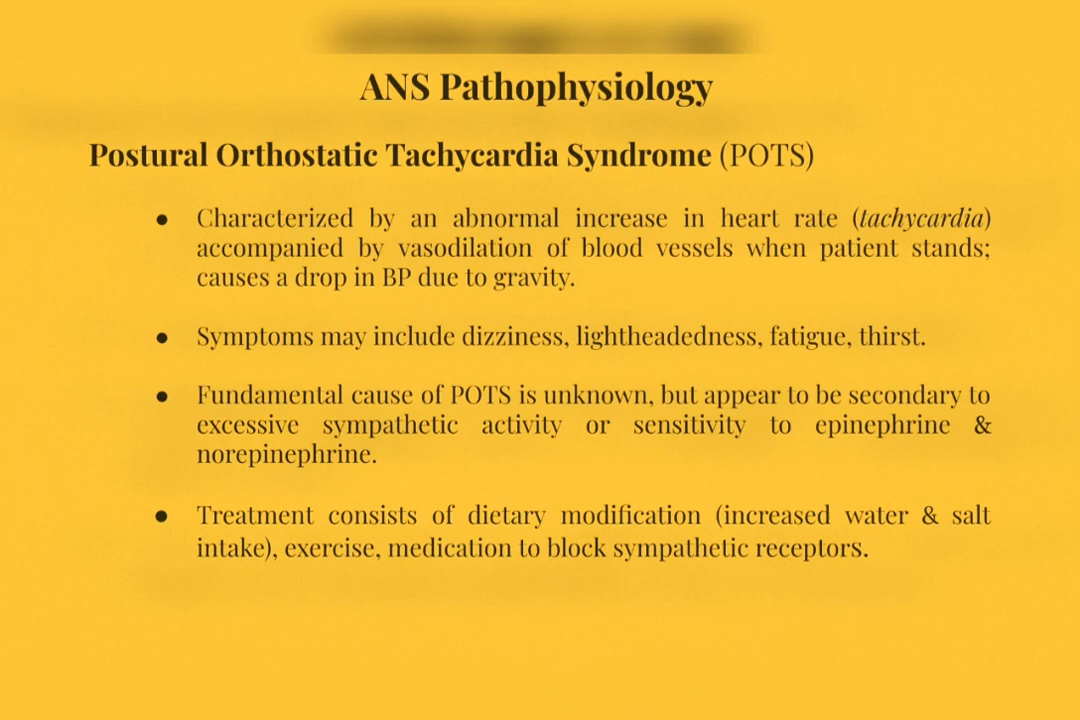 ANS Pathophysiology
Postural Orthostatic Tachycardia Syndrome (POTS)
● Characterized by an abnormal increase in heart rate (tachycardia)
accompanied by vasodilation of blood vessels when patient stands;
causes a drop in BP due to gravity.
● Symptoms may include dizziness, lightheadedness, fatigue, thirst.
● Fundamental cause of POTS is unknown, but appear to be secondary to
excessive sympathetic activity or sensitivity to epinephrine &
norepinephrine.
● Treatment consists of dietary modification (increased water & salt
intake), exercise, medication to block sympathetic receptors.